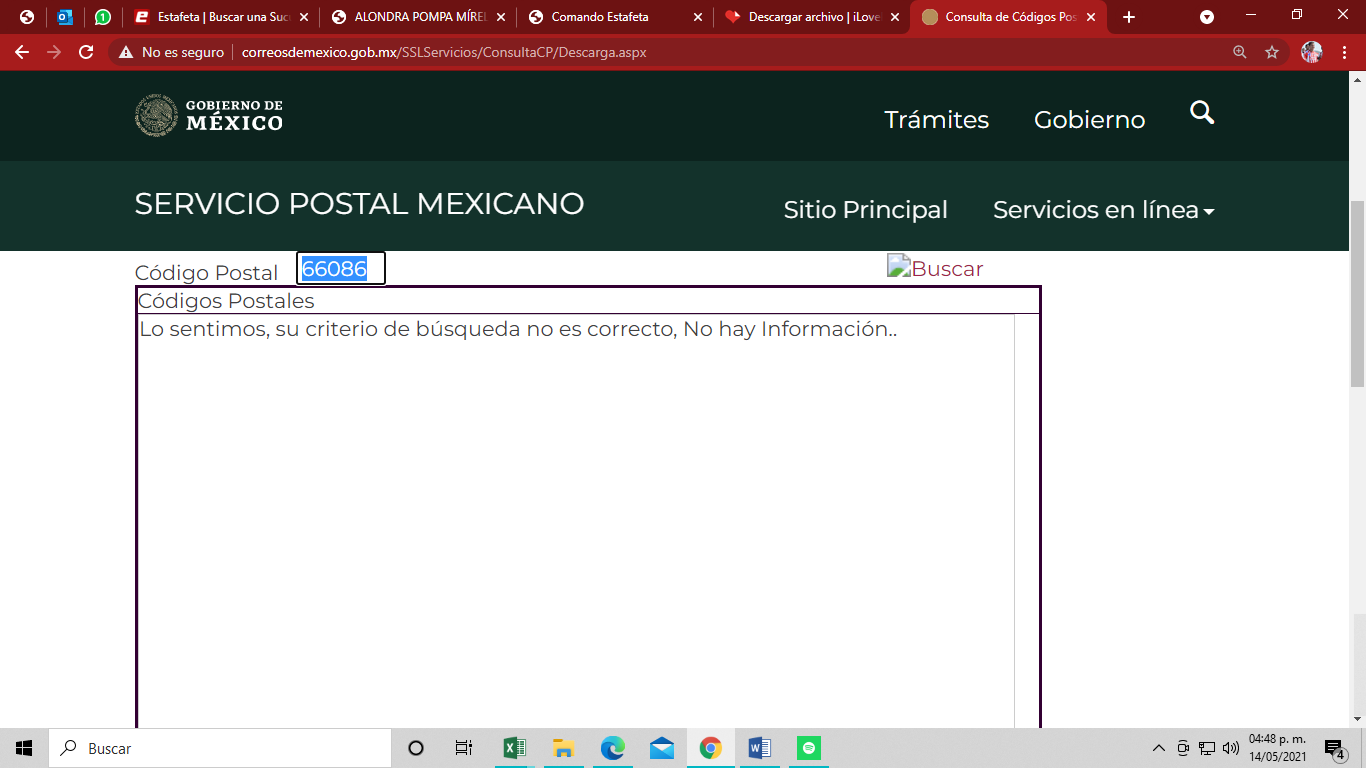 Estafeta | Buscar una Suc
ALONDRA POMPA MÍREL
Comando Estafeta
Descargar archivo | iLove
Consulta de Códigos Pos
No es seguro
correosdemexico.gob.mx/SSLServicios/ConsultaCP/Descarga.aspx
GOBIERNO DE
MÉXICO
Trámites
Gobierno
SERVICIO POSTAL MEXICANO
Sitio Principal
Servicios en línea
Código Postal
66086
Buscar
Códigos Postales
Lo sentimos, su criterio de búsqueda no es correcto, No hay Información..
Buscar
04:48 p. m.
14/05/2021
4